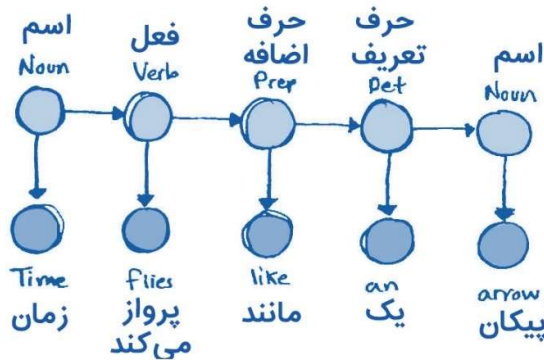 اسم
فعل
حرف اضافه
حرف تعریف
اسم
Noun
Verb
Prep
Det
Noun
Time
flies
like
an
arrow
زمان
پرواز می‌کند
مانند
یک
پیکان